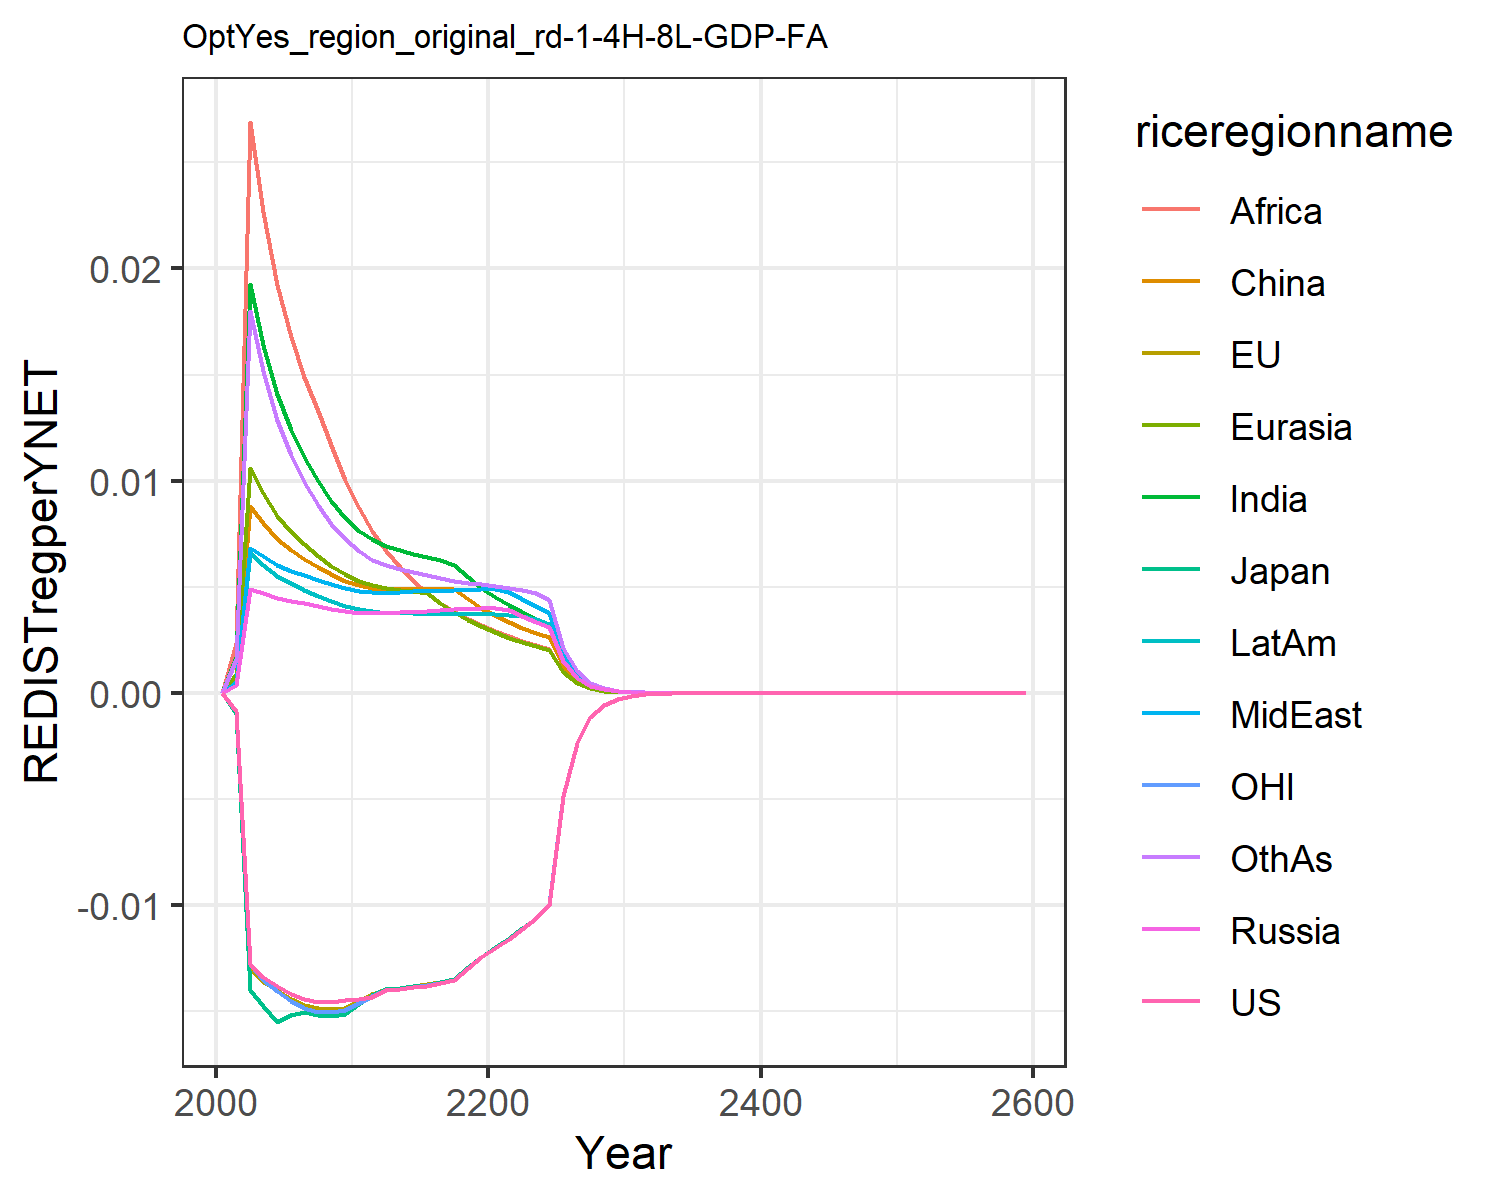 OptYes_region_original_rd-1-4H-8L-GDP-FA
REDISTregperYNET
0.02
0.01
0.00
-0.01
2000
2200
2400
2600
Year
riceregionname
Africa
China
EU
Eurasia
India
Japan
LatAm
MidEast
OHI
OthAs
Russia
US